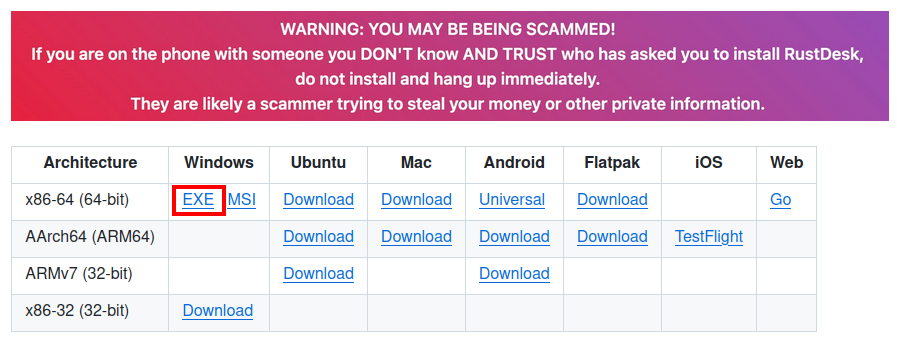 WARNING: YOU MAY BE BEING SCAMMED!
If you are on the phone with someone you DON'T know AND TRUST who has asked you to install RustDesk,
do not install and hang up immediately.
They are likely a scammer trying to steal your money or other private information.
Architecture Windows Ubuntu Mac Android Flatpak iOS Web
x86-64 (64-bit) EXE MSI Download Download Universal Download Go
AArch64 (ARM64) Download Download Download Download TestFlight
ARMv7 (32-bit) Download Download
x86-32 (32-bit) Download